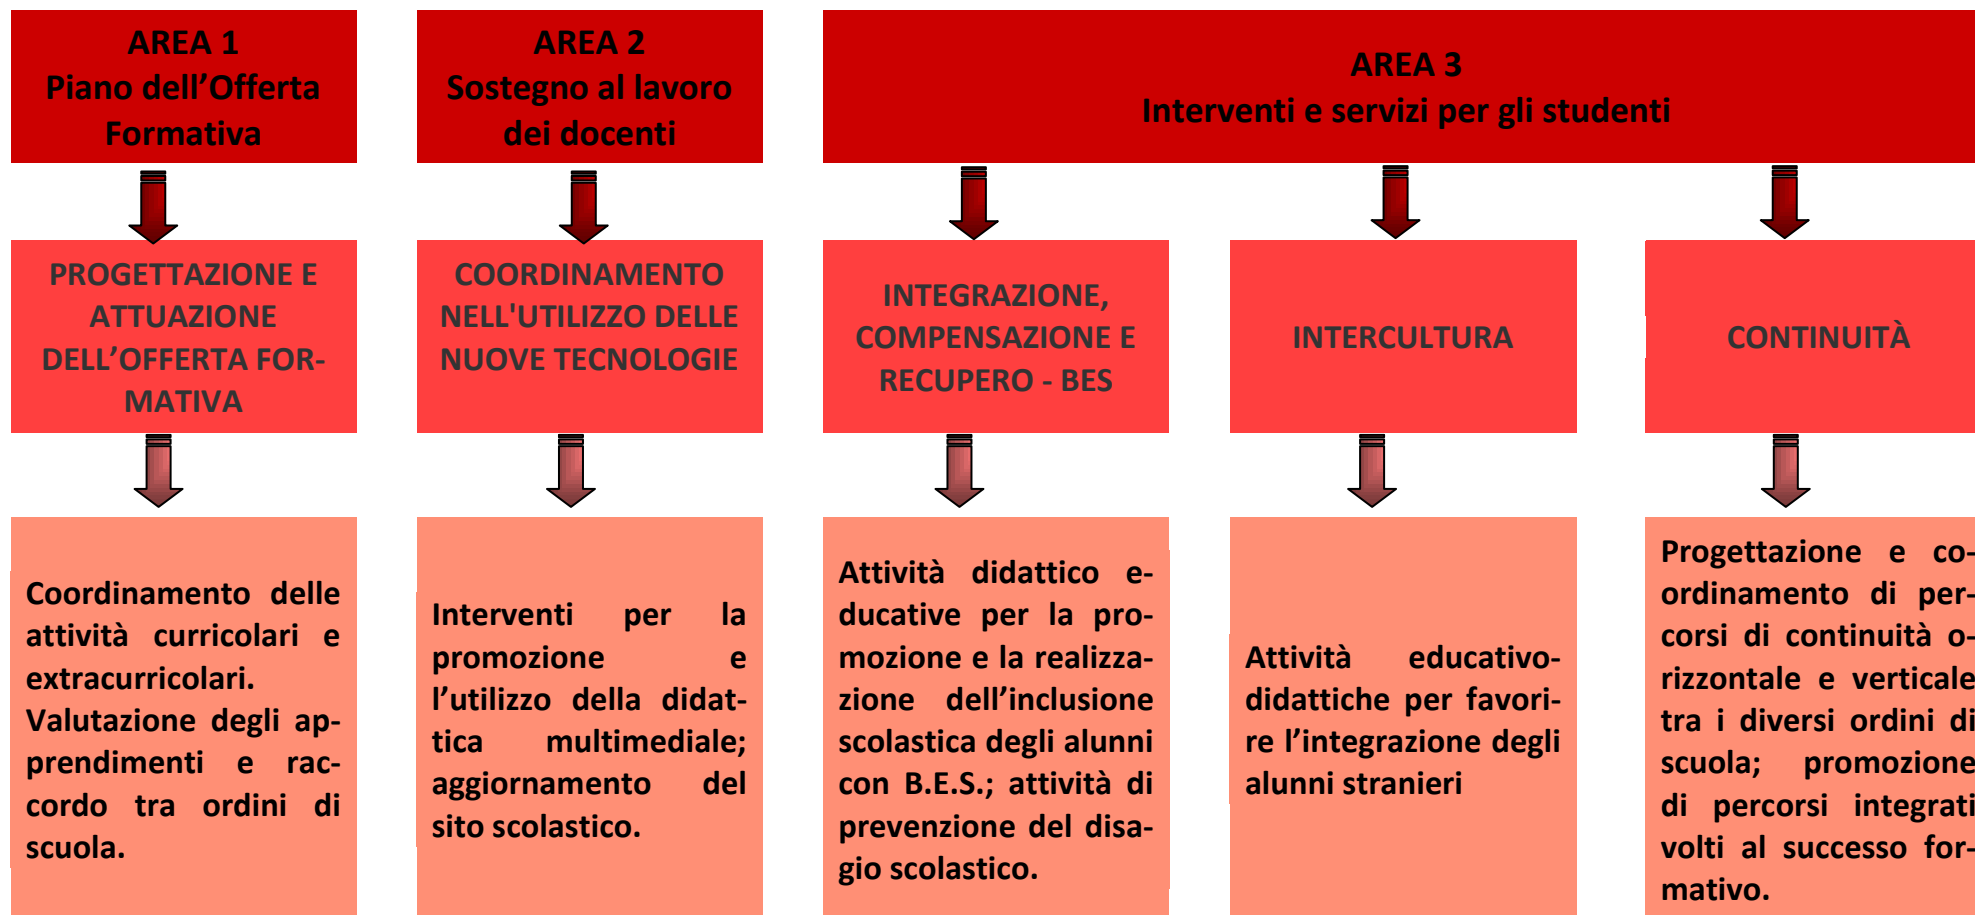 AREA 1
Piano dell’Offerta
Formativa
AREA 2
Sostegno al lavoro
dei docenti
AREA 3
Interventi e servizi per gli studenti
PROGETTAZIONE E
ATTUAZIONE
DELL’OFFERTA FOR-
MATIVA
COORDINAMENTO
NELL'UTILIZZO DELLE
NUOVE TECNOLOGIE
INTEGRAZIONE,
COMPENSAZIONE E
RECUPERO - BES
INTERCULTURA
CONTINUITÀ
Coordinamento delle
attività curricolari e
extracurricolari.
Valutazione degli ap-
prendimenti e rac-
cordo tra ordini di
scuola.
Interventi per la
promozione e
l’utilizzo della didat-
tica multimediale;
aggiornamento del
sito scolastico.
Attività didattico e-
ducative per la pro-
mozione e la realizza-
zione dell’inclusione
scolastica degli alunni
con B.E.S.; attività di
prevenzione del disa-
gio scolastico.
Attività educativo-
didattiche per favori-
re l’integrazione degli
alunni stranieri
Progettazione e co-
ordinamento di per-
corsi di continuità o-
rizzontale e verticale
tra i diversi ordini di
scuola; promozione
di percorsi integrati
volti al successo for-
mativo.